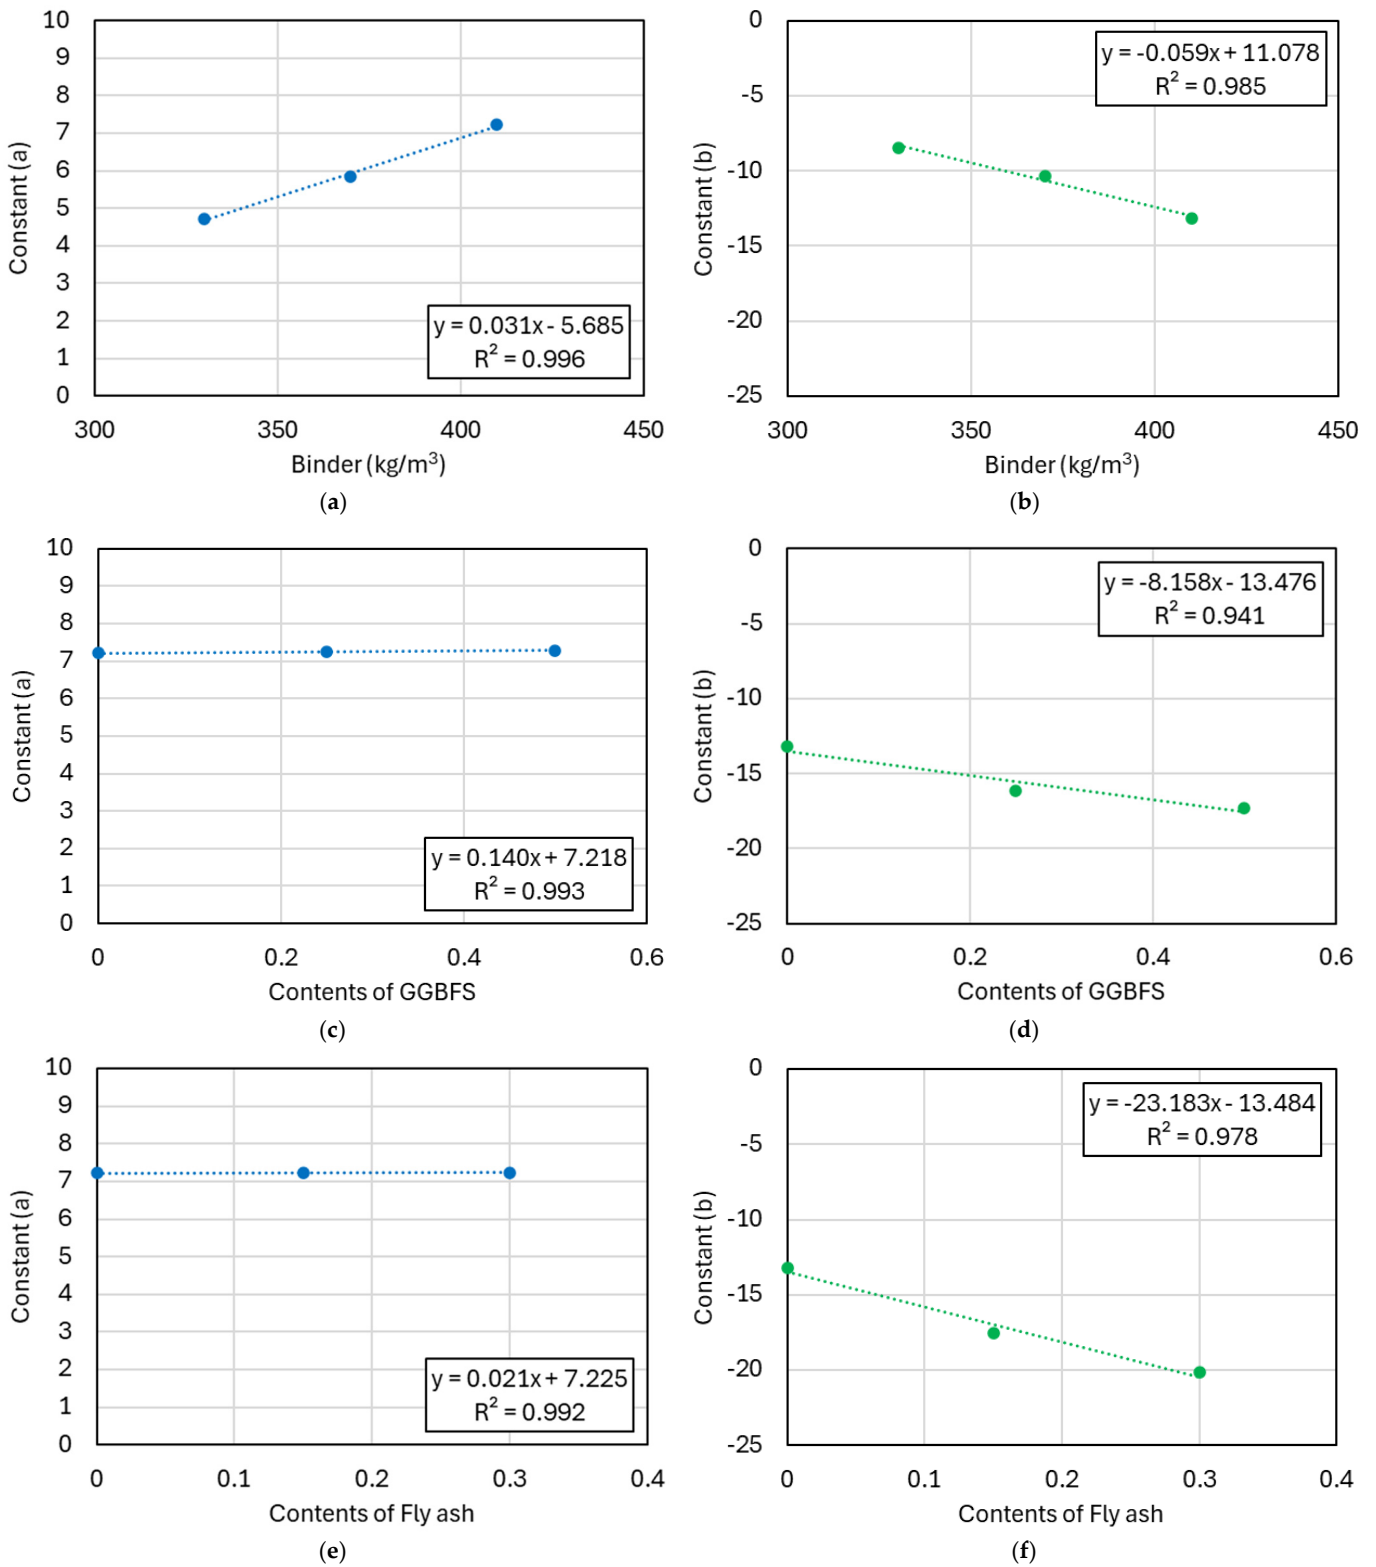 10
9
8
7
6
5
4
3
2
1
0
Constant (a)
y = 0.031x - 5.685
R² = 0.996
300 350 400 450
Binder (kg/m³)
(a)
0
-5
-10
-15
-20
-25
Constant (b)
y = -0.059x + 11.078
R² = 0.985
300 350 400 450
Binder (kg/m³)
(b)
10
9
8
7
6
5
4
3
2
1
0
Constant (a)
y = 0.140x + 7.218
R² = 0.993
0 0.2 0.4 0.6
Contents of GGBFS
(c)
0
-5
-10
-15
-20
-25
Constant (b)
y = -8.158x - 13.476
R² = 0.941
0 0.2 0.4 0.6
Contents of GGBFS
(d)
10
9
8
7
6
5
4
3
2
1
0
Constant (a)
y = 0.021x + 7.225
R² = 0.992
0 0.1 0.2 0.3 0.4
Contents of Fly ash
(e)
0
-5
-10
-15
-20
-25
Constant (b)
y = -23.183x - 13.484
R² = 0.978
0 0.1 0.2 0.3 0.4
Contents of Fly ash
(f)